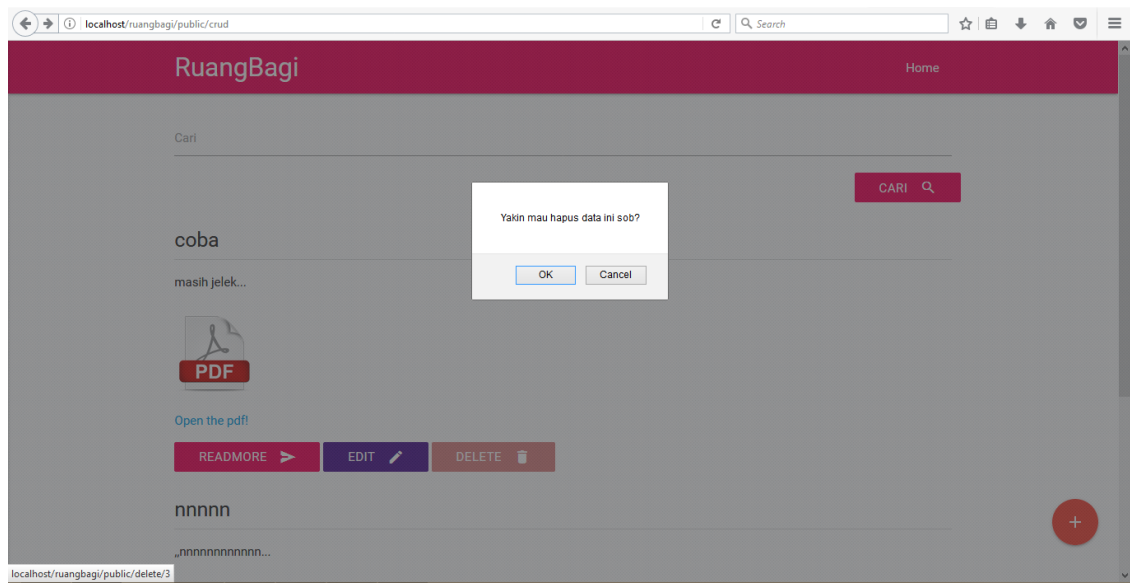 localhost/ruangbagi/public/crud
Search
RuangBagi
Home
Cari
CARI
Yakin mau hapus data ini sob?
OK Cancel
coba
masih jelek...
PDF
Open the pdf!
READMORE EDIT DELETE
nnnnn
,,nnnnnnnnnnnn...
localhost/ruangbagi/public/delete/3